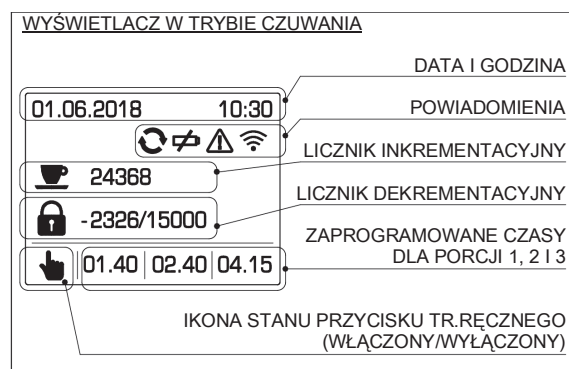 WYŚWIETLACZ W TRYBIE CZUWANIA
DATA I GODZINA
01.06.2018 10:30
POWIADOMIENIA
LICZNIK INKREMENTACYJNY
24368
LICZNIK DEKREMENTACYJNY
-2326/15000
ZAPROGRAMOWANE CZASY
DLA PORCJI 1, 2 I 3
01.40 02.40 04.15
IKONA STANU PRZYCISKU TR.RĘCZNEGO
(WŁĄCZONY/WYŁĄCZONY)